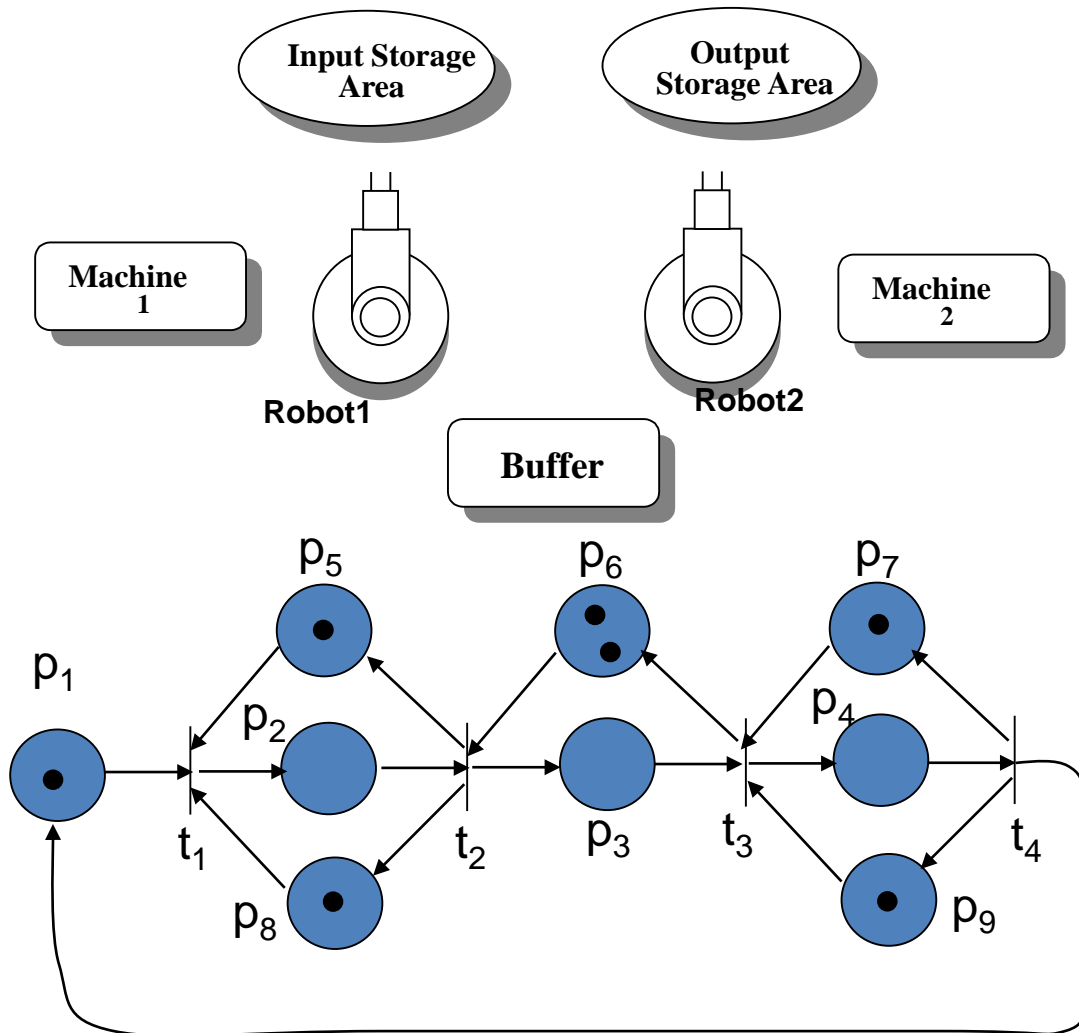 Input Storage
Area
Output
Storage Area
Machine
1
Machine
2
Robot1
Robot2
Buffer
p5
p6
p7
p1
p2
p4
t1
t2
p3
t3
t4
p8
p9